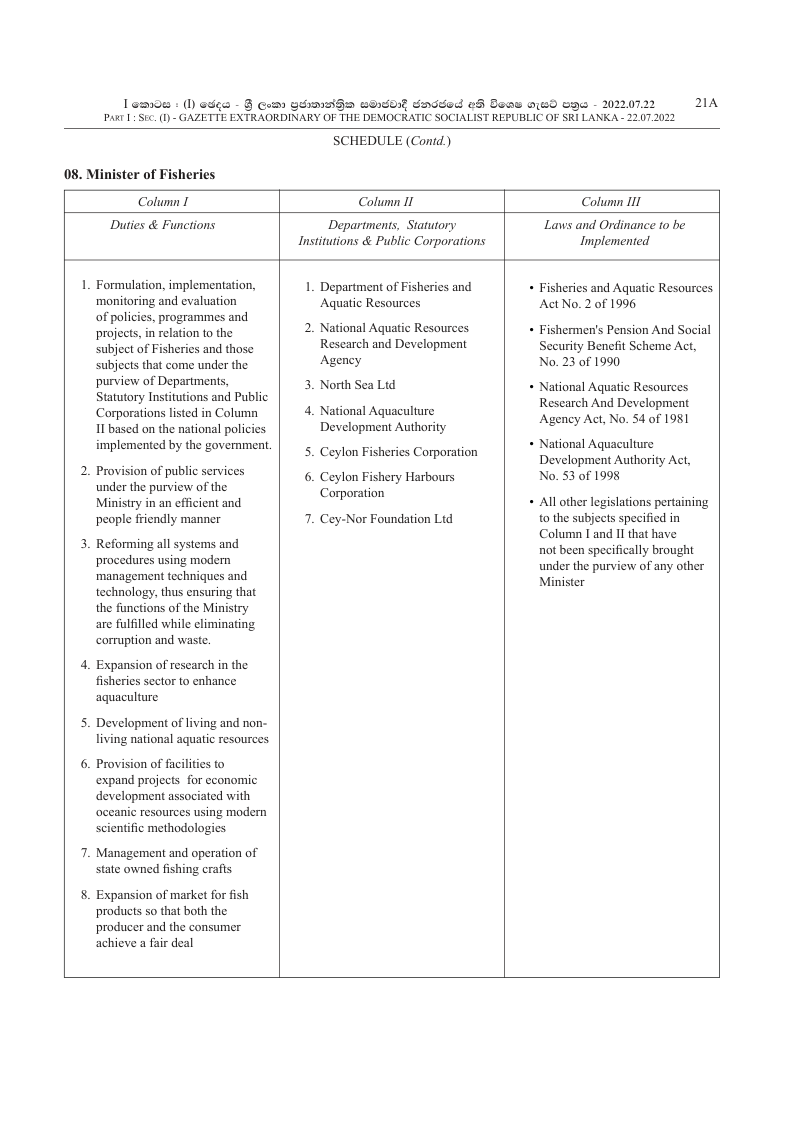 I කොටස : (I) ඡෙදය - ශ්‍රී ලංකා ප්‍රජාතාන්ත්‍රික සමාජවාදී ජනරජයේ අති විශෙෂ ගැසට් පත්‍රය - 2022.07.22
21A
PART I : SEC. (I) - GAZETTE EXTRAORDINARY OF THE DEMOCRATIC SOCIALIST REPUBLIC OF SRI LANKA - 22.07.2022
SCHEDULE (Contd.)
08. Minister of Fisheries
Column I
Column II
Column III
Duties & Functions
Departments, Statutory
Institutions & Public Corporations
Laws and Ordinance to be
Implemented
1. Formulation, implementation,
monitoring and evaluation
of policies, programmes and
projects, in relation to the
subject of Fisheries and those
subjects that come under the
purview of Departments,
Statutory Institutions and Public
Corporations listed in Column
II based on the national policies
implemented by the government.
2. Provision of public services
under the purview of the
Ministry in an efficient and
people friendly manner
3. Reforming all systems and
procedures using modern
management techniques and
technology, thus ensuring that
the functions of the Ministry
are fulfilled while eliminating
corruption and waste.
4. Expansion of research in the
fisheries sector to enhance
aquaculture
5. Development of living and non-
living national aquatic resources
6. Provision of facilities to
expand projects for economic
development associated with
oceanic resources using modern
scientific methodologies
7. Management and operation of
state owned fishing crafts
8. Expansion of market for fish
products so that both the
producer and the consumer
achieve a fair deal
1. Department of Fisheries and
Aquatic Resources
2. National Aquatic Resources
Research and Development
Agency
3. North Sea Ltd
4. National Aquaculture
Development Authority
5. Ceylon Fisheries Corporation
6. Ceylon Fishery Harbours
Corporation
7. Cey-Nor Foundation Ltd
• Fisheries and Aquatic Resources
Act No. 2 of 1996
• Fishermen's Pension And Social
Security Benefit Scheme Act,
No. 23 of 1990
• National Aquatic Resources
Research And Development
Agency Act, No. 54 of 1981
• National Aquaculture
Development Authority Act,
No. 53 of 1998
• All other legislations pertaining
to the subjects specified in
Column I and II that have
not been specifically brought
under the purview of any other
Minister